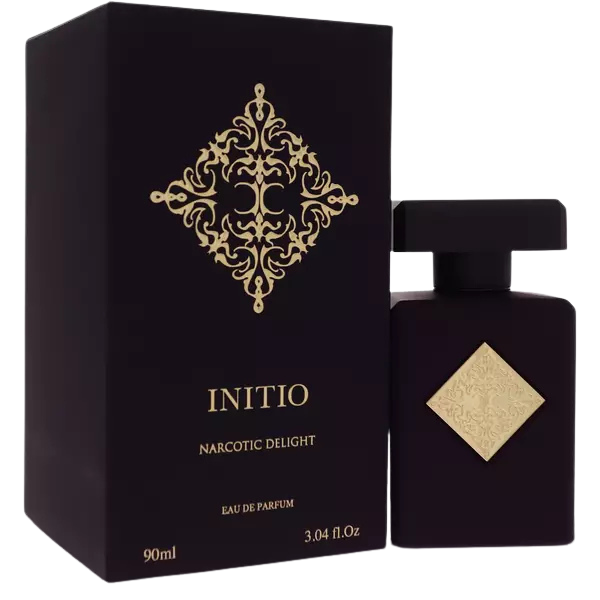 INITIO
NARCOTIC DELIGHT
EAU DE PARFUM
90ml
3.04 fl.Oz